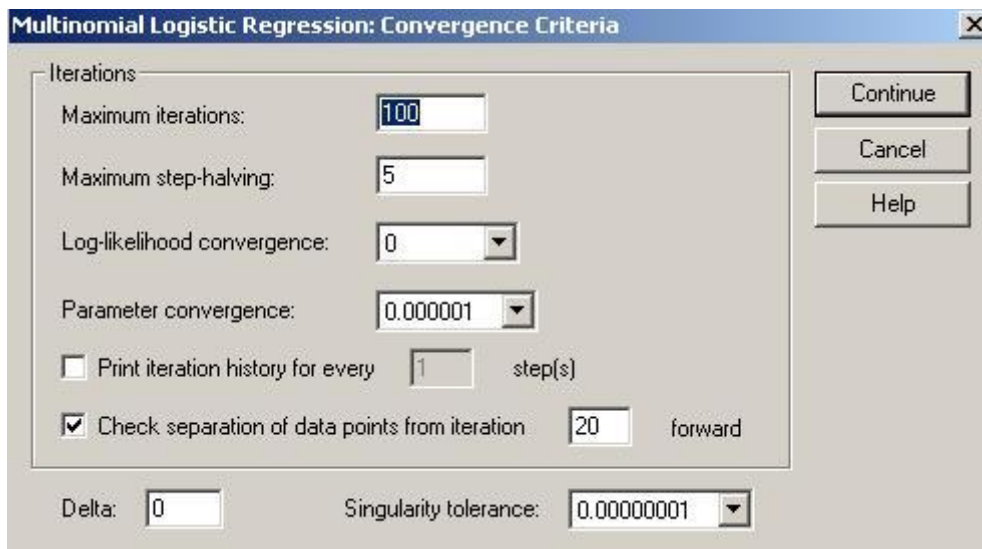 Multinomial Logistic Regression: Convergence Criteria
Iterations
Maximum iterations: 100
Maximum step-halving: 5
Log-likelihood convergence: 0
Parameter convergence: 0.000001
Print iteration history for every 1 step(s)
Check separation of data points from iteration 20 forward
Delta: 0 Singularity tolerance: 0.00000001
Continue
Cancel
Help